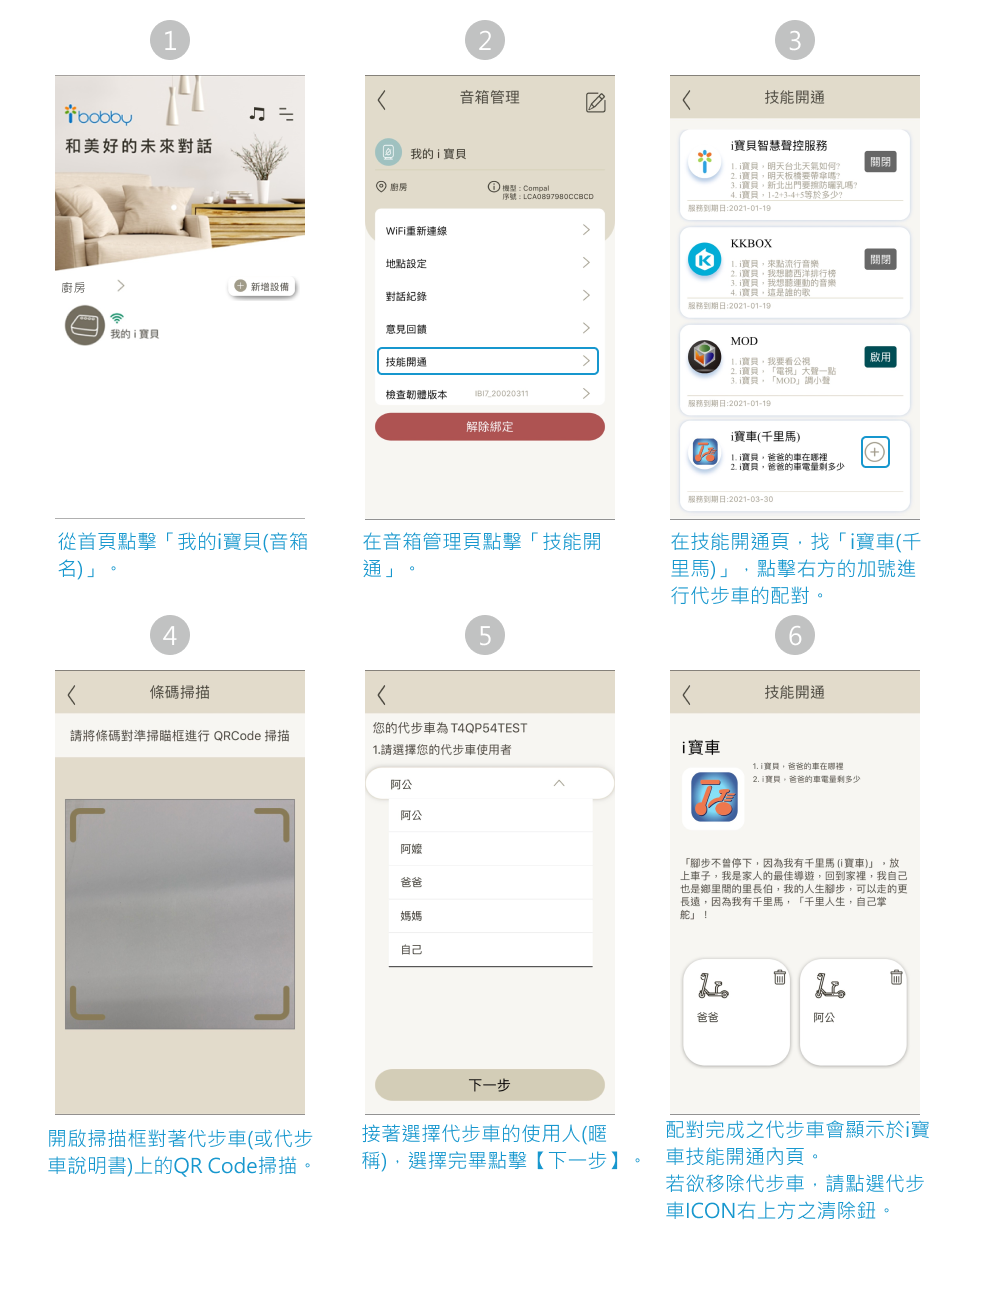 1
ibobby
和美好的未來對話
廚房
新增設備
我的 i 寶貝
從首頁點擊「我的i寶貝(音箱
名)」。
2
音箱管理
我的 i 寶貝
廚房
機型：Compal
序號：LCA0897980CCBCD
WiFi重新連線
地點設定
對話紀錄
意見回饋
技能開通
檢查韌體版本 IBI7_20020311
解除綁定
在音箱管理頁點擊「技能開
通」。
3
技能開通
i寶貝智慧聲控服務
關閉
1. i寶貝，明天台北天氣如何?
2. i寶貝，明天板橋要帶傘嗎?
3. i寶貝，新北出門要擦防曬乳嗎?
4. i寶貝，1-2+3-4+5等於多少?
服務到期日:2021-01-19
KKBOX
關閉
1. i寶貝，來點流行音樂
2. i寶貝，我想聽西洋排行榜
3. i寶貝，我想聽運動的音樂
4. i寶貝，這是誰的歌
服務到期日:2021-01-19
MOD
啟用
1. i寶貝，我要看公視
2. i寶貝，「電視」大聲一點
3. i寶貝，「MOD」調小聲
服務到期日:2021-01-19
i寶車(千里馬)
1. i寶貝，爸爸的車在哪裡
2. i寶貝，爸爸的車電量剩多少
服務到期日:2021-03-30
在技能開通頁，找「i寶車(千
里馬)」，點擊右方的加號進
行代步車的配對。
4
條碼掃描
請將條碼對準掃瞄框進行 QRCode 掃描
開啟掃描框對著代步車(或代步
車說明書)上的QR Code掃描。
5
您的代步車為 T4QP54TEST
1.請選擇您的代步車使用者
阿公
阿公
阿嬤
爸爸
媽媽
自己
下一步
接著選擇代步車的使用人(暱
稱)，選擇完畢點擊【下一步】。
6
技能開通
i寶車
1. i寶貝，爸爸的車在哪裡
2. i寶貝，爸爸的車電量剩多少
「腳步不曾停下，因為我有千里馬 (i 寶車)」，放
上車子，我是家人的最佳導遊，回到家裡，我自己
也是鄉里間的里長伯，我的人生腳步，可以走的更
長遠，因為我有千里馬，「千里人生，自己掌
舵」！
爸爸
阿公
配對完成之代步車會顯示於i寶
車技能開通內頁。
若欲移除代步車，請點選代步
車ICON右上方之清除鈕。